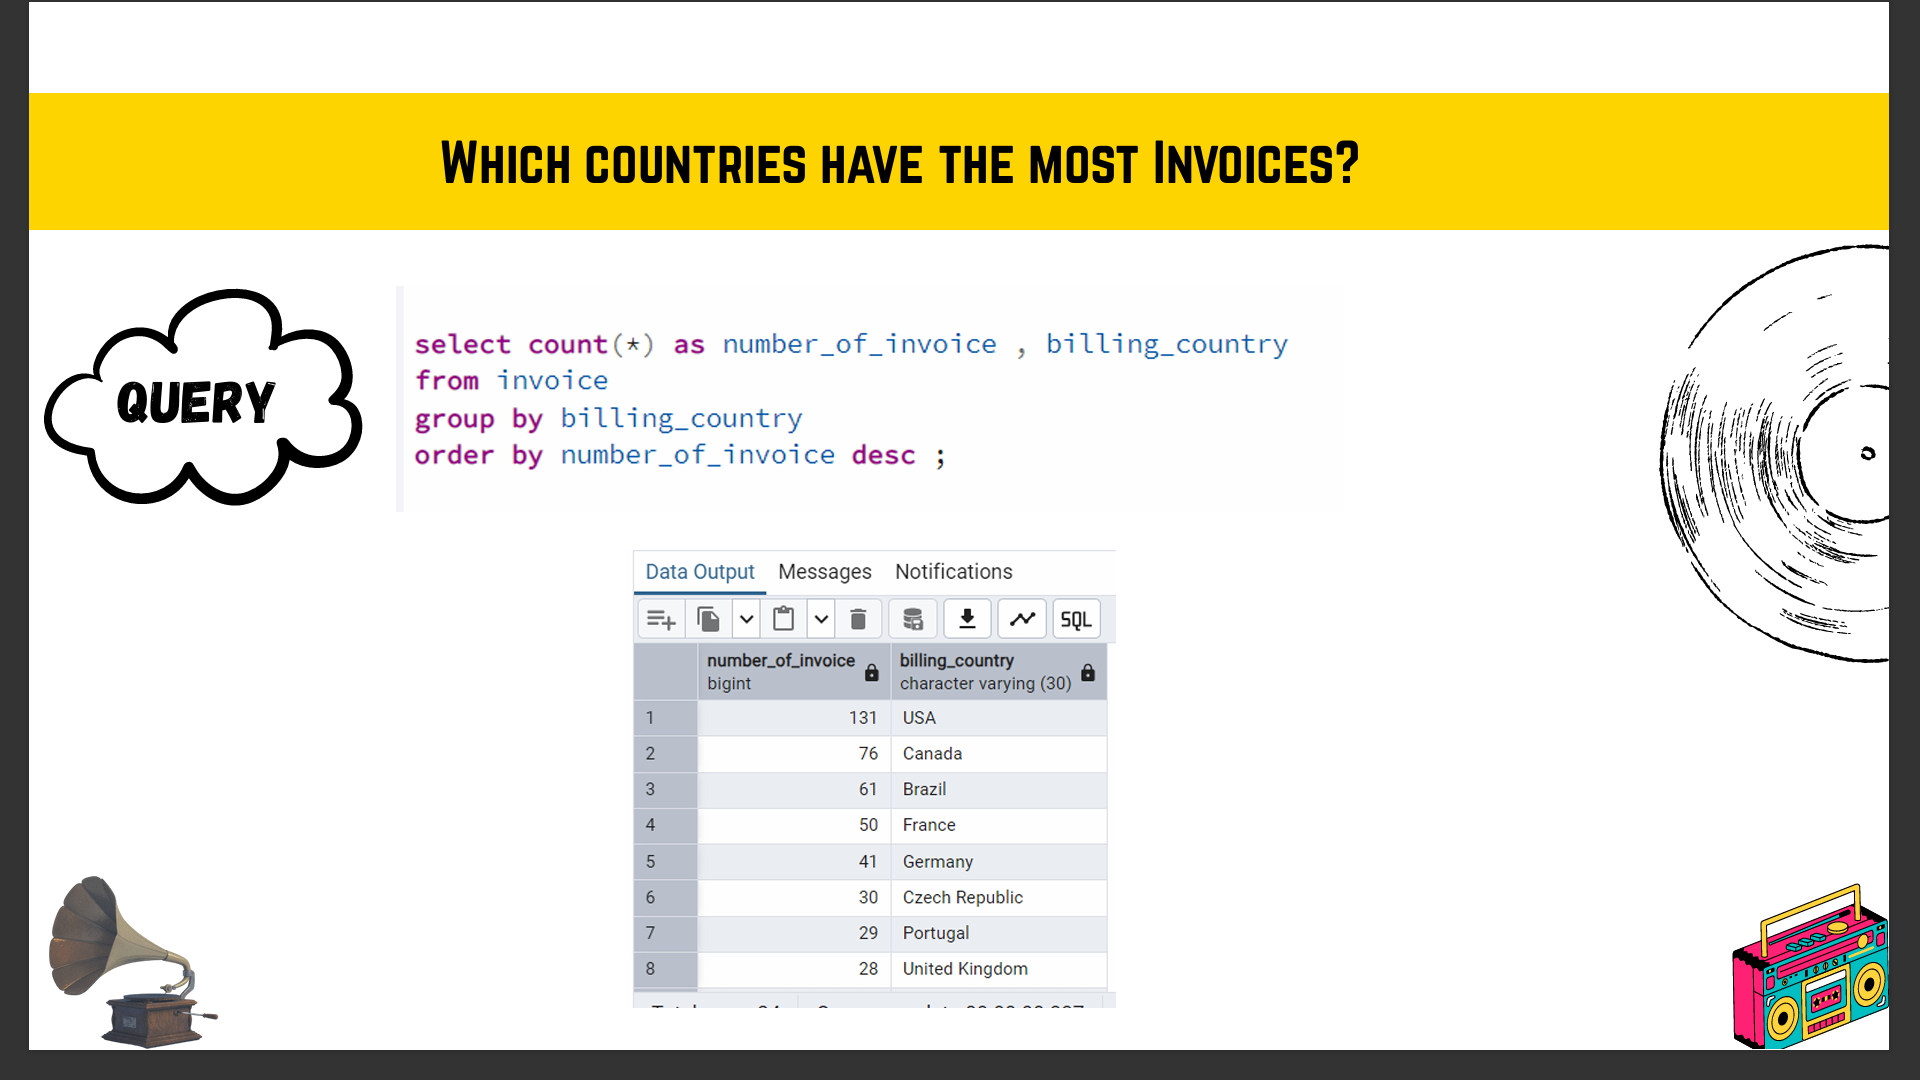 Which countries have the most Invoices?
QUERY
select count(*) as number_of_invoice , billing_country
from invoice
group by billing_country
order by number_of_invoice desc ;
Data Output Messages Notifications
SQL
number_of_invoice billing_country
bigint character varying (30)
1 131 USA
2 76 Canada
3 61 Brazil
4 50 France
5 41 Germany
6 30 Czech Republic
7 29 Portugal
8 28 United Kingdom